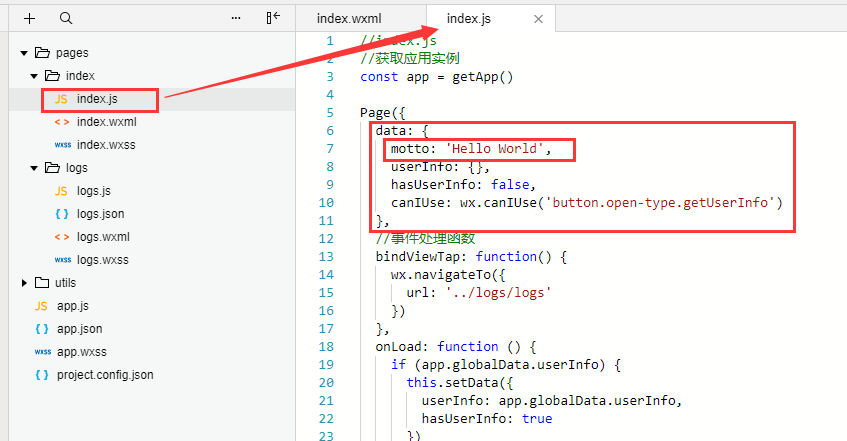 index.wxml
index.js
pages
index
JS index.js
< > index.wxml
wxss index.wxss
logs
JS logs.js
{ } logs.json
< > logs.wxml
wxss logs.wxss
utils
JS app.js
{ } app.json
wxss app.wxss
{ } project.config.json
1 //index.js
2 //获取应用实例
3 const app = getApp()
4
5 Page({
6 data: {
7 motto: 'Hello World',
8 userInfo: {},
9 hasUserInfo: false,
10 canIUse: wx.canIUse('button.open-type.getUserInfo')
11 },
12 //事件处理函数
13 bindViewTap: function() {
14 wx.navigateTo({
15 url: '../logs/logs'
16 })
17 },
18 onLoad: function () {
19 if (app.globalData.userInfo) {
20 this.setData({
21 userInfo: app.globalData.userInfo,
22 hasUserInfo: true
23 })